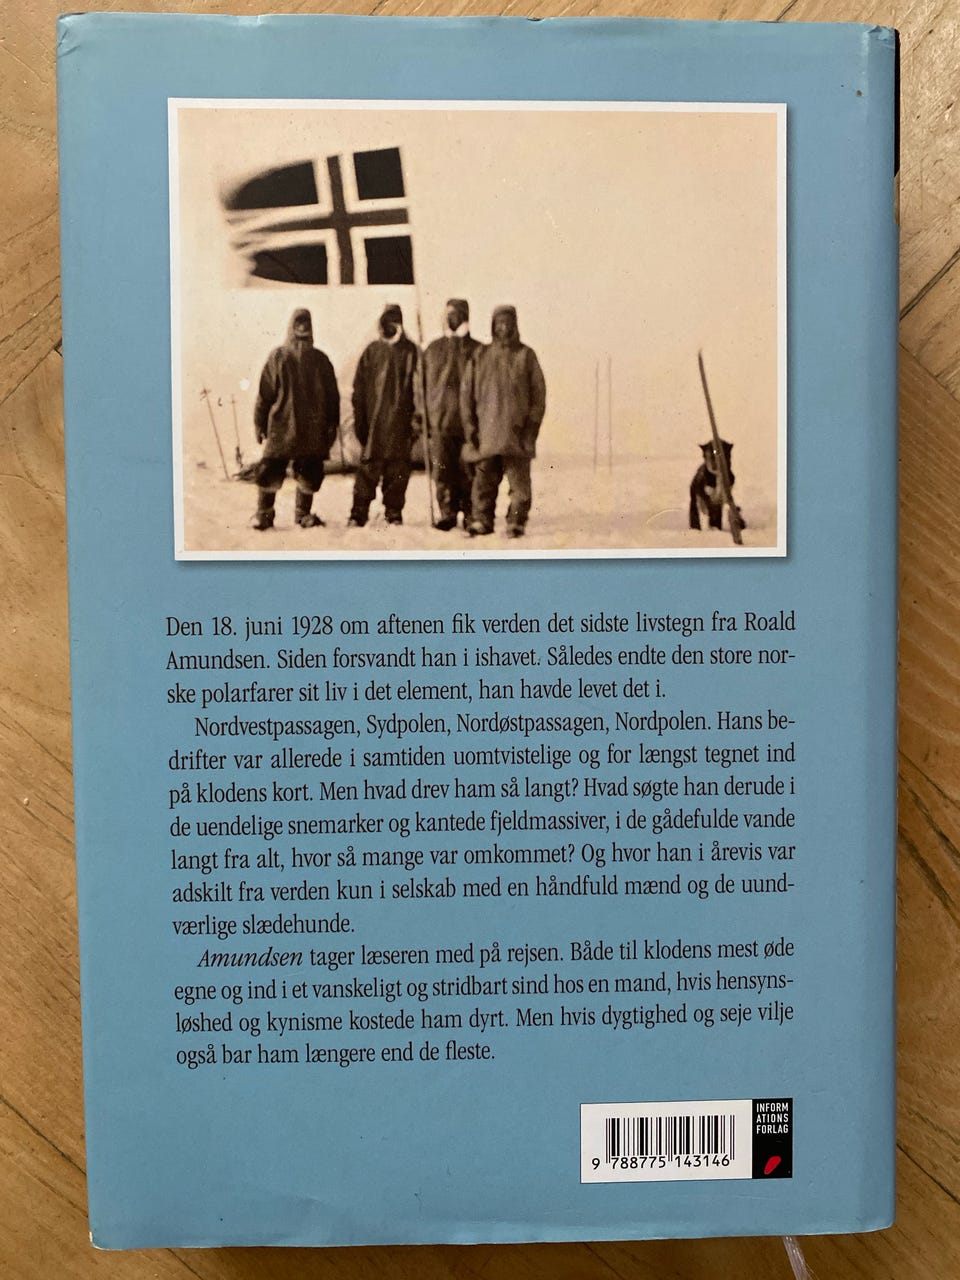 Den 18. juni 1928 om aftenen fik verden det sidste livstegn fra Roald
Amundsen. Siden forsvandt han i ishavet. Således endte den store nor-
ske polarfarer sit liv i det element, han havde levet det i.
Nordvestpassagen, Sydpolen, Nordøstpassagen, Nordpolen. Hans be-
drifter var allerede i samtiden uomtvistelige og for længst tegnet ind
på klodens kort. Men hvad drev ham så langt? Hvad søgte han derude i
de uendelige snemarker og kantede fjeldmassiver, i de gådefulde vande
langt fra alt, hvor så mange var omkommet? Og hvor han i årevis var
adskilt fra verden kun i selskab med en håndfuld mænd og de uund-
værlige slædehunde.
Amundsen tager læseren med på rejsen. Både til klodens mest øde
egne og ind i et vanskeligt og stridbart sind hos en mand, hvis hensyns-
løshed og kynisme kostede ham dyrt. Men hvis dygtighed og seje vilje
også bar ham længere end de fleste.
INFORM
ATIONS
FORLAG
9 788775 143146